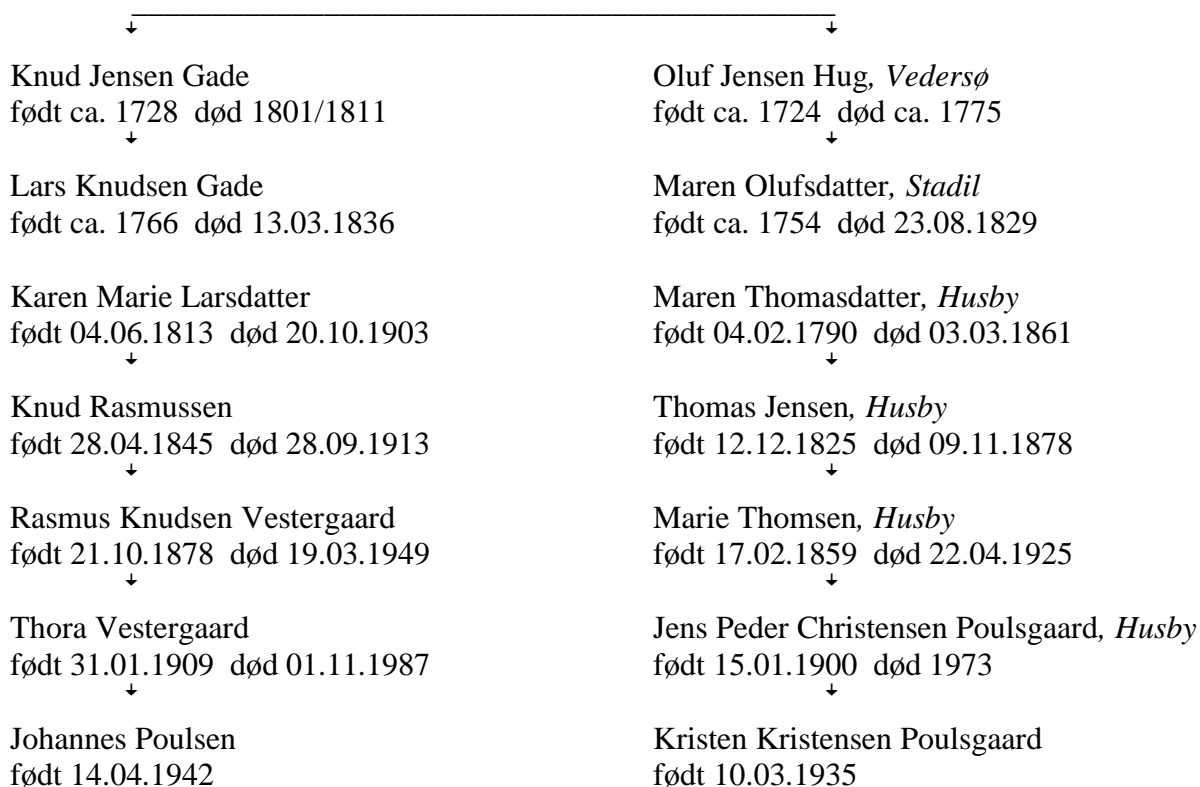 Knud Jensen Gade
født ca. 1728 død 1801/1811
Lars Knudsen Gade
født ca. 1766 død 13.03.1836
Karen Marie Larsdatter
født 04.06.1813 død 20.10.1903
Knud Rasmussen
født 28.04.1845 død 28.09.1913
Rasmus Knudsen Vestergaard
født 21.10.1878 død 19.03.1949
Thora Vestergaard
født 31.01.1909 død 01.11.1987
Johannes Poulsen
født 14.04.1942
Oluf Jensen Hug, Vedersø
født ca. 1724 død ca. 1775
Maren Olufsdatter, Stadil
født ca. 1754 død 23.08.1829
Maren Thomasdatter, Husby
født 04.02.1790 død 03.03.1861
Thomas Jensen, Husby
født 12.12.1825 død 09.11.1878
Marie Thomsen, Husby
født 17.02.1859 død 22.04.1925
Jens Peder Christensen Poulsgaard, Husby
født 15.01.1900 død 1973
Kristen Kristensen Poulsgaard
født 10.03.1935